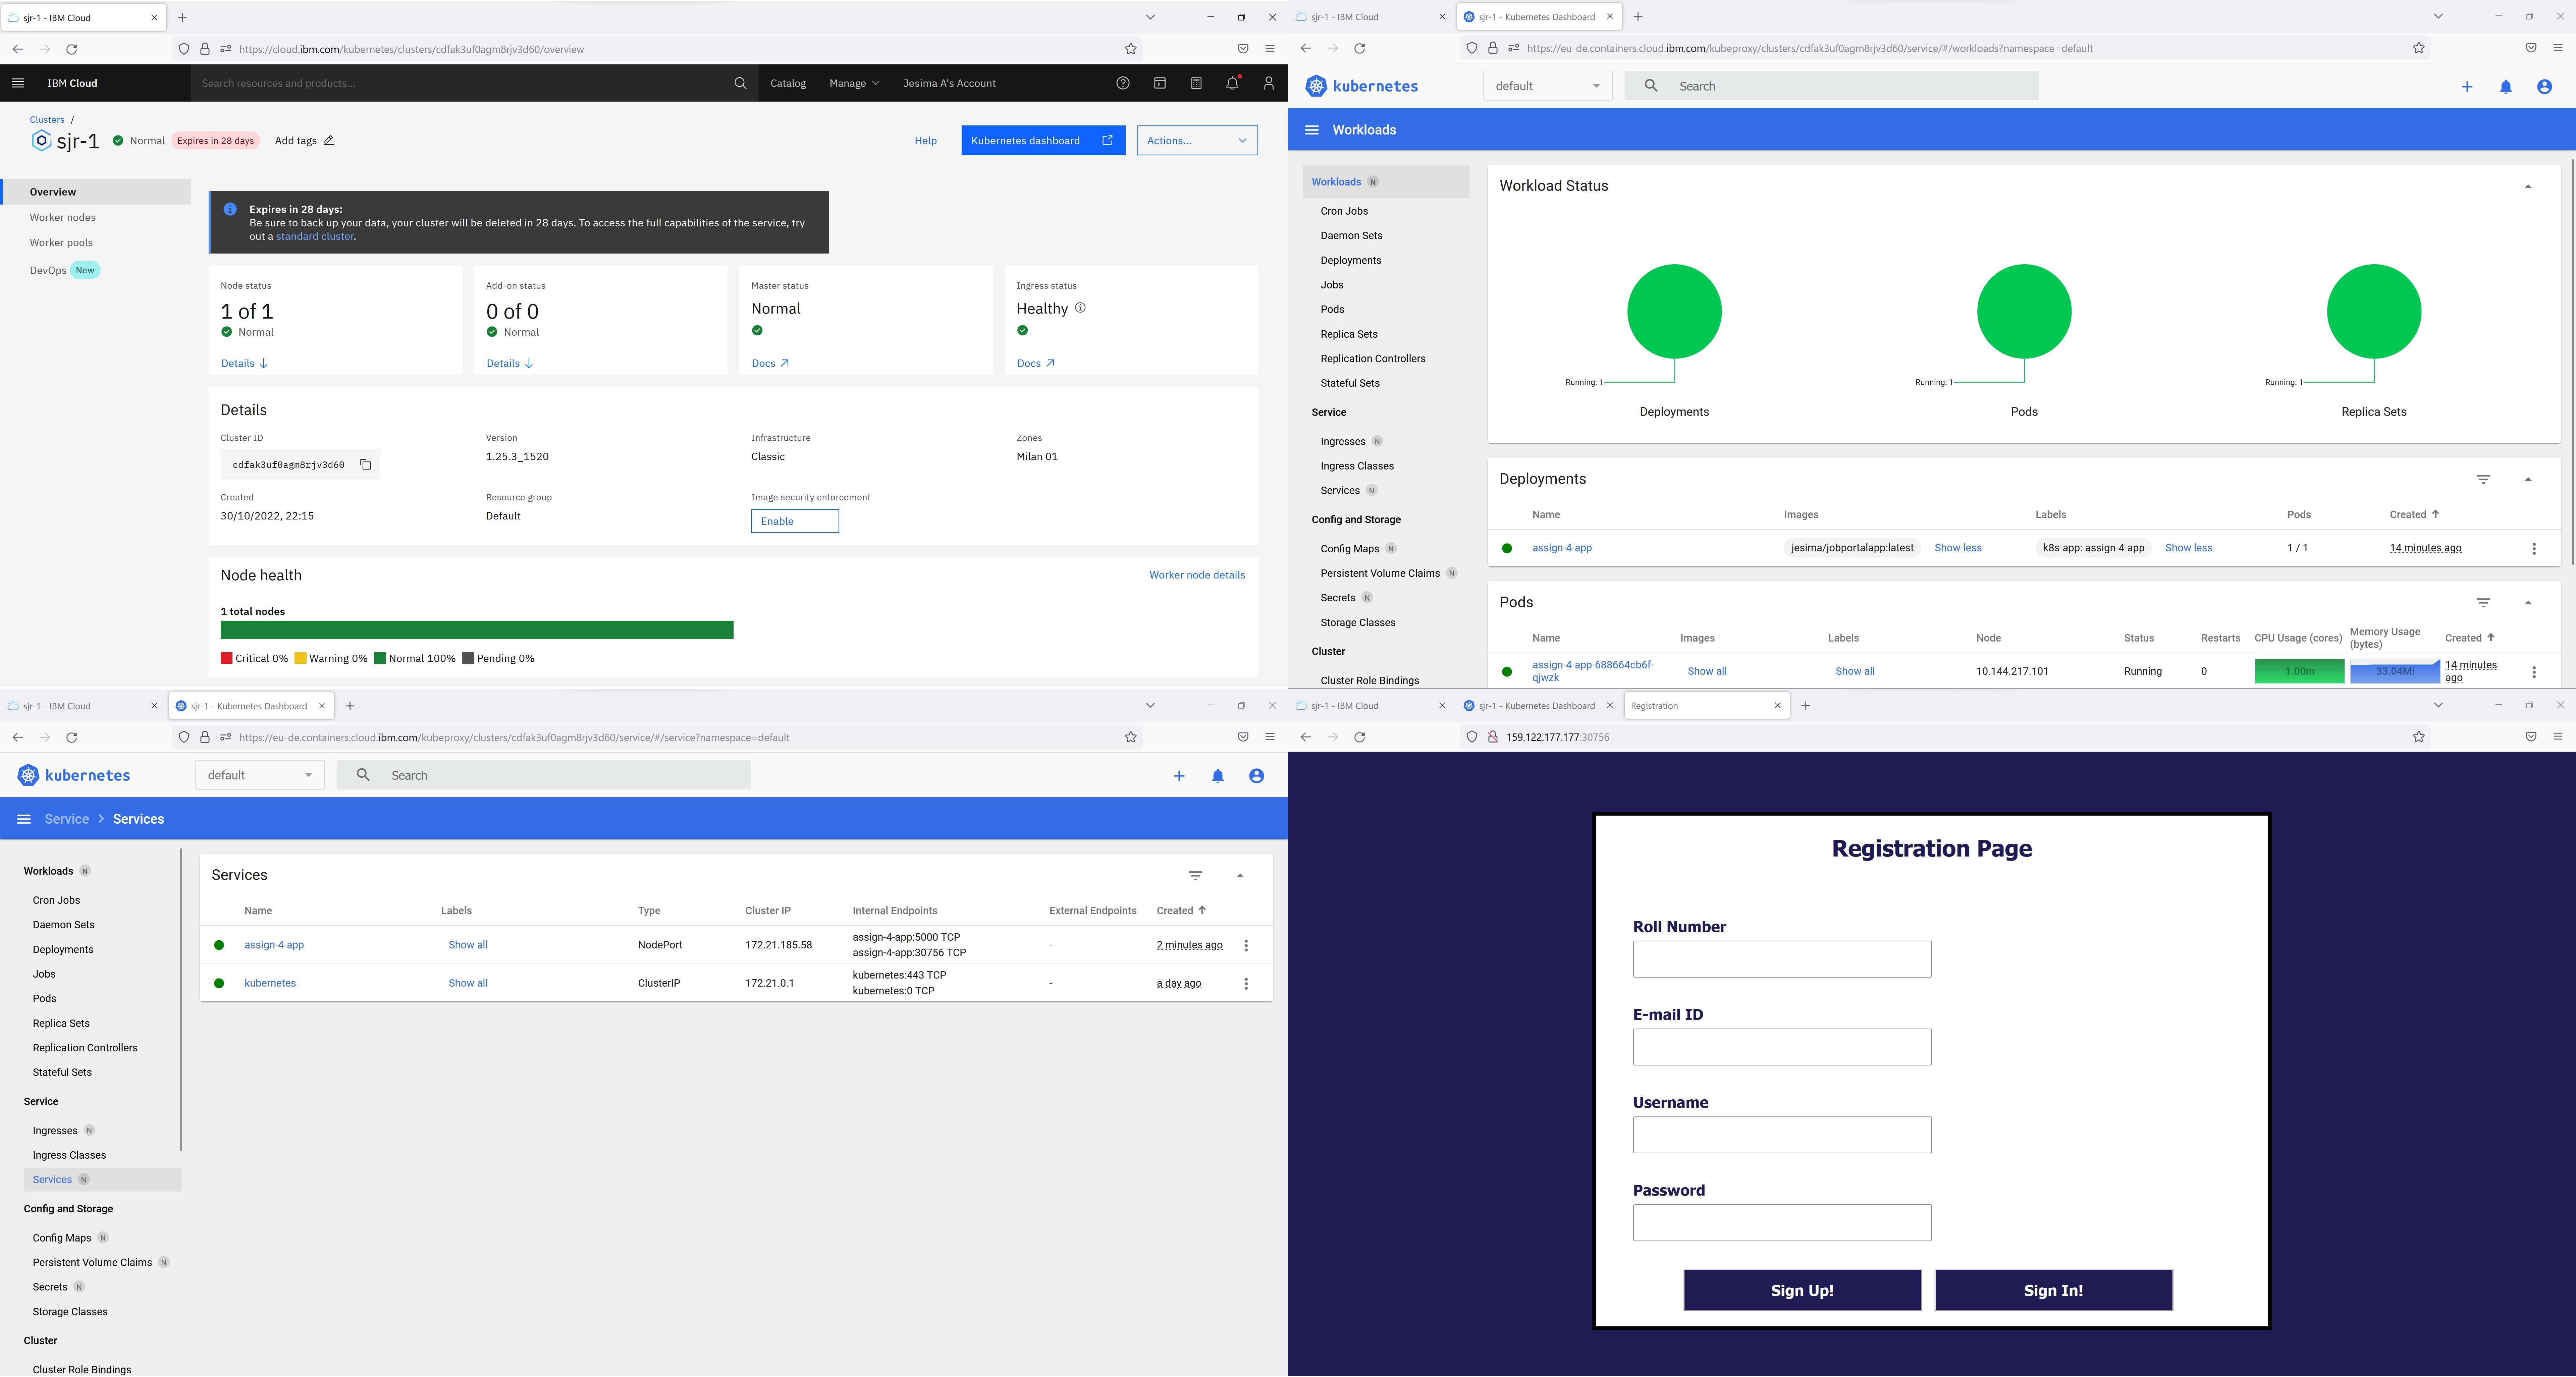 sjr-1 - IBM Cloud
https://cloud.ibm.com/kubernetes/clusters/cdfak3uf0agm8rjv3d60/overview
IBM Cloud
Search resources and products...
Catalog
Manage
Jesima A's Account
Clusters /
sjr-1
Normal
Expires in 28 days
Add tags
Help
Kubernetes dashboard
Actions...
Overview
Worker nodes
Worker pools
DevOps New
Expires in 28 days:
Be sure to back up your data, your cluster will be deleted in 28 days. To access the full capabilities of the service, try
out a standard cluster.
Node status
1 of 1
Normal
Details
Add-on status
0 of 0
Normal
Details
Master status
Normal
Docs
Ingress status
Healthy
Docs
Details
Cluster ID
cdfak3uf0agm8rjv3d60
Version
1.25.3_1520
Infrastructure
Classic
Zones
Milan 01
Created
30/10/2022, 22:15
Resource group
Default
Image security enforcement
Enable
Node health
Worker node details
1 total nodes
Critical 0% Warning 0% Normal 100% Pending 0%
sjr-1 - IBM Cloud
sjr-1 - Kubernetes Dashboard
https://eu-de.containers.cloud.ibm.com/kubeproxy/clusters/cdfak3uf0agm8rjv3d60/service/#/workloads?namespace=default
kubernetes
default
Search
Workloads
Workloads N
Cron Jobs
Daemon Sets
Deployments
Jobs
Pods
Replica Sets
Replication Controllers
Stateful Sets
Service
Ingresses N
Ingress Classes
Services N
Config and Storage
Config Maps N
Persistent Volume Claims N
Secrets N
Storage Classes
Cluster
Cluster Role Bindings
Workload Status
Running: 1
Deployments
Running: 1
Pods
Running: 1
Replica Sets
Deployments
Name Images Labels Pods Created
assign-4-app jesima/jobportalapp:latest Show less k8s-app: assign-4-app Show less 1 / 1 14 minutes ago
Pods
Name Images Labels Node Status Restarts CPU Usage (cores) Memory Usage (bytes) Created
assign-4-app-688664cb6f-
qjwzk
Show all Show all 10.144.217.101 Running 0 1.00m 33.04Mi 14 minutes
ago
sjr-1 - IBM Cloud
sjr-1 - Kubernetes Dashboard
https://eu-de.containers.cloud.ibm.com/kubeproxy/clusters/cdfak3uf0agm8rjv3d60/service/#/service?namespace=default
kubernetes
default
Search
Service > Services
Workloads N
Cron Jobs
Daemon Sets
Deployments
Jobs
Pods
Replica Sets
Replication Controllers
Stateful Sets
Service
Ingresses N
Ingress Classes
Services N
Config and Storage
Config Maps N
Persistent Volume Claims N
Secrets N
Storage Classes
Cluster
Cluster Role Bindings
Services
Name Labels Type Cluster IP Internal Endpoints External Endpoints Created
assign-4-app Show all NodePort 172.21.185.58 assign-4-app:5000 TCP - 2 minutes ago
assign-4-app:30756 TCP
kubernetes Show all ClusterIP 172.21.0.1 kubernetes:443 TCP - a day ago
kubernetes:0 TCP
sjr-1 - IBM Cloud
sjr-1 - Kubernetes Dashboard
Registration
159.122.177.177:30756
Registration Page
Roll Number
E-mail ID
Username
Password
Sign Up!
Sign In!